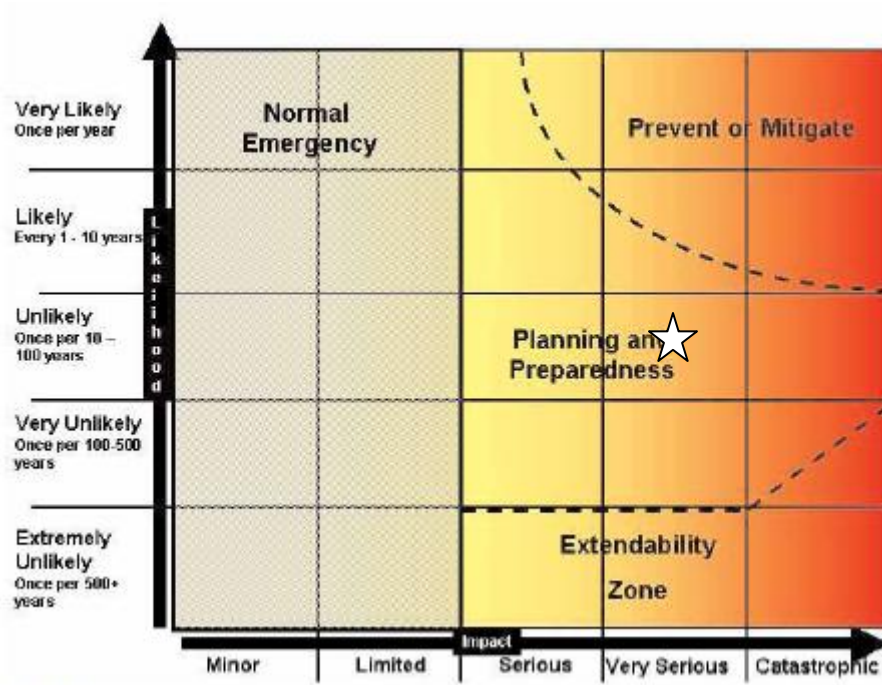 Very Likely
Once per year
Normal
Emergency
Prevent or Mitigate
Likely
Every 1 - 10 years
Likelihood
Unlikely
Once per 10 –
100 years
Planning and
Preparedness
Very Unlikely
Once per 100-500
years
Extremely
Unlikely
Once per 500+
years
Extendability
Zone
Impact
Minor
Limited
Serious
Very Serious
Catastrophic